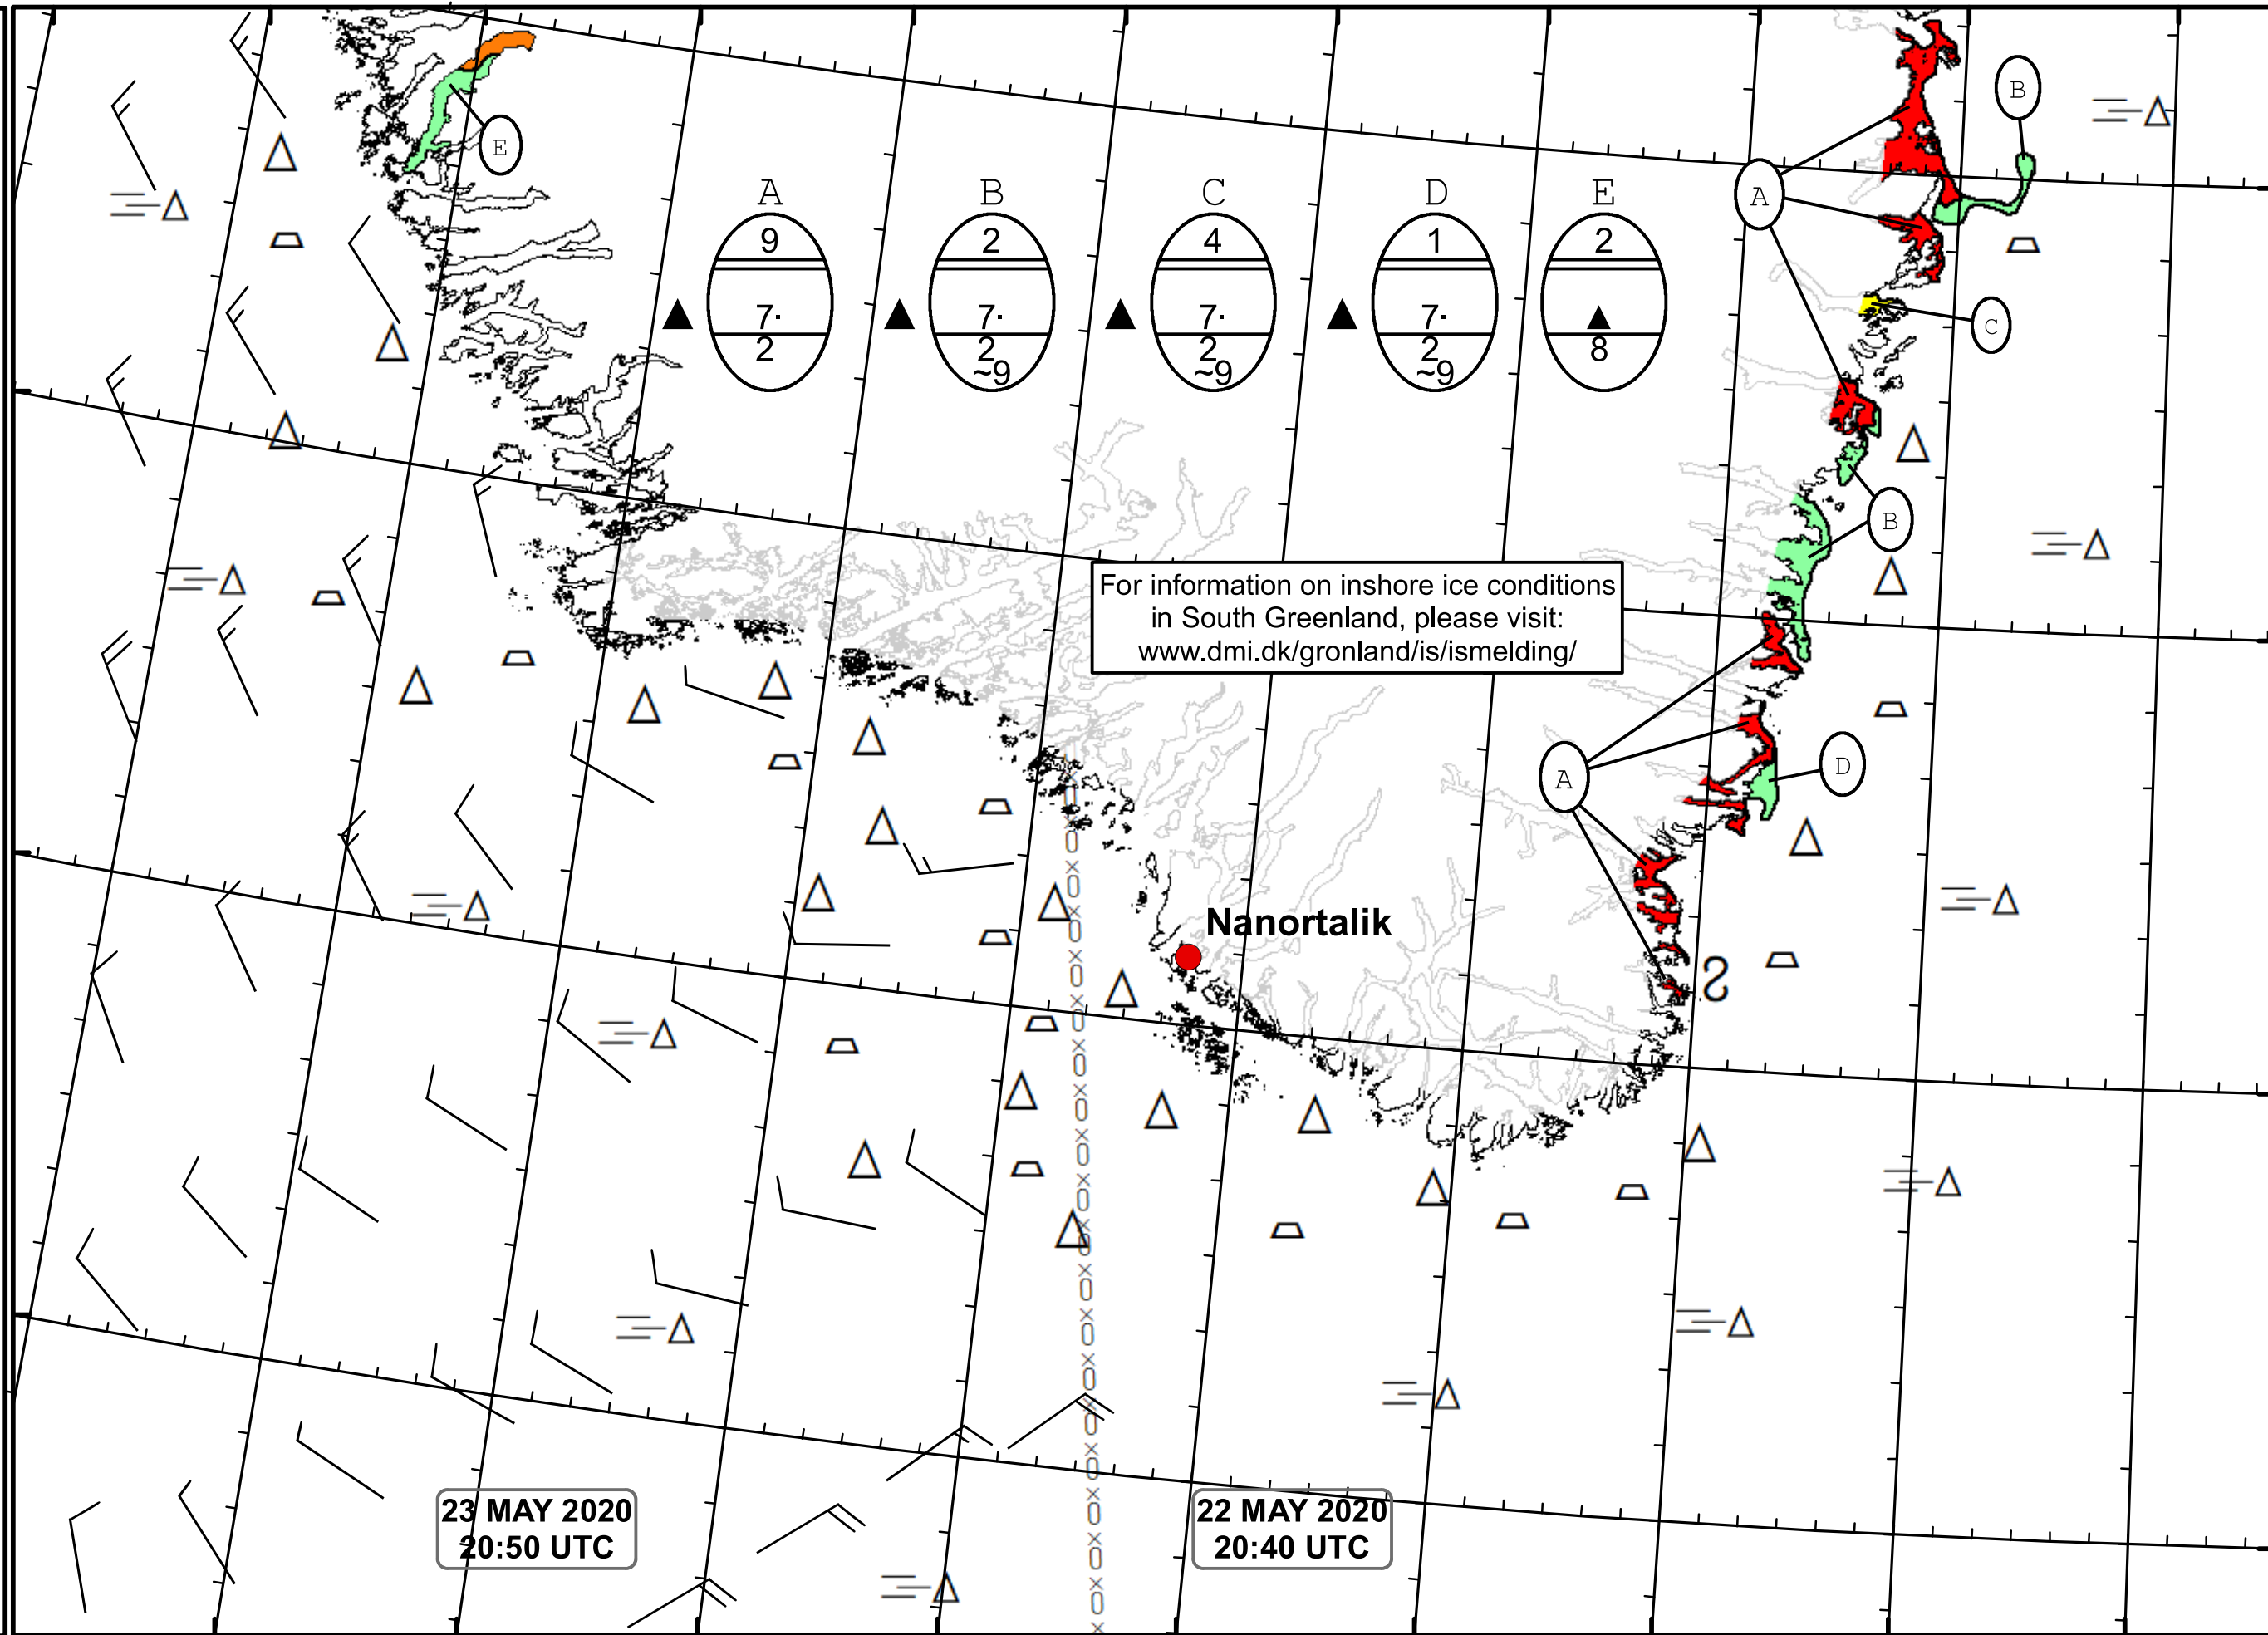 E
B
A
A B C D E
9 2 4 1 2
7· 7· 7· 7·
2 2 2 2 8
~9 ~9 ~9
C
B
For information on inshore ice conditions
in South Greenland, please visit:
www.dmi.dk/gronland/is/ismelding/
A
D
Nanortalik
23 MAY 2020
20:50 UTC
22 MAY 2020
20:40 UTC